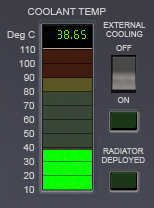 COOLANT TEMP
Deg C 38.65
EXTERNAL
COOLING
OFF
ON
110
100
90
80
70
60
50
40
30
20
10
RADIATOR
DEPLOYED